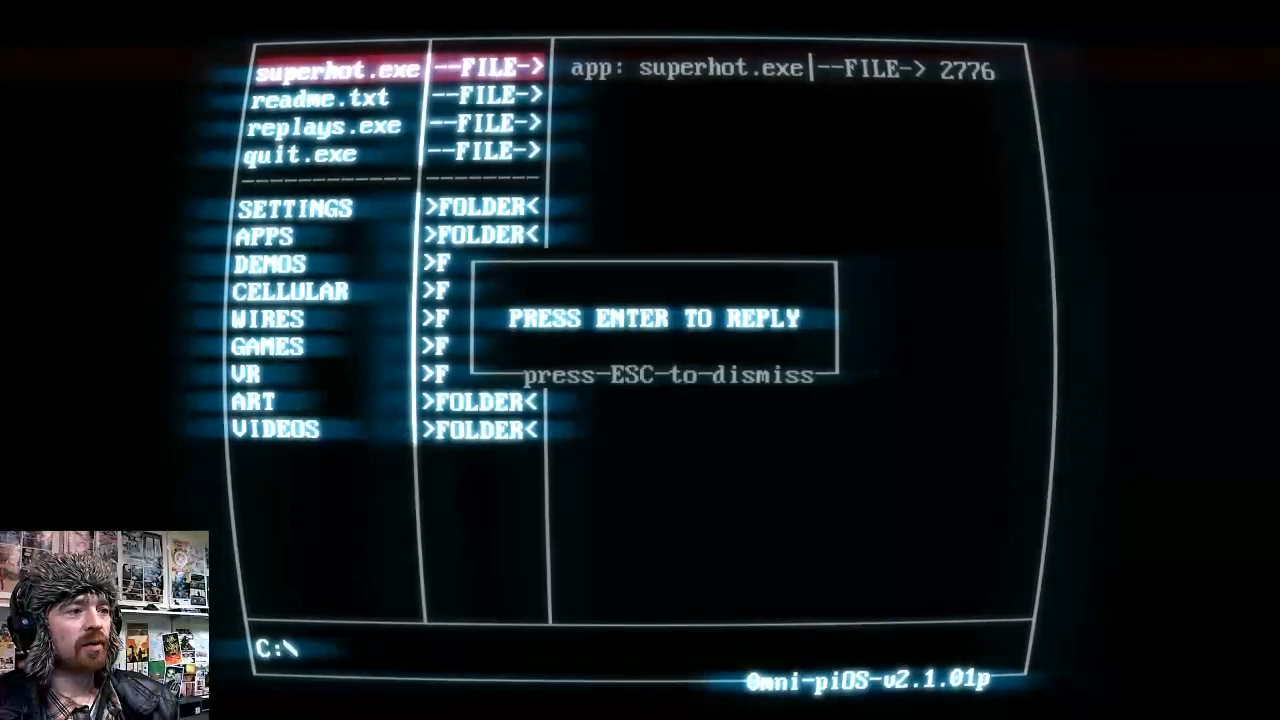 superhot.exe --FILE-> app: superhot.exe|--FILE-> 2776
readme.txt --FILE->
replays.exe --FILE->
quit.exe --FILE->
------------ --------
SETTINGS >FOLDER<
APPS >FOLDER<
DEMOS >F
CELLULAR >F
WIRES >F
GAMES >F
VR >F
ART >FOLDER<
VIDEOS >FOLDER<
PRESS ENTER TO REPLY
press-ESC-to-dismiss
C:\
Omni-piOS-v2.1.01p